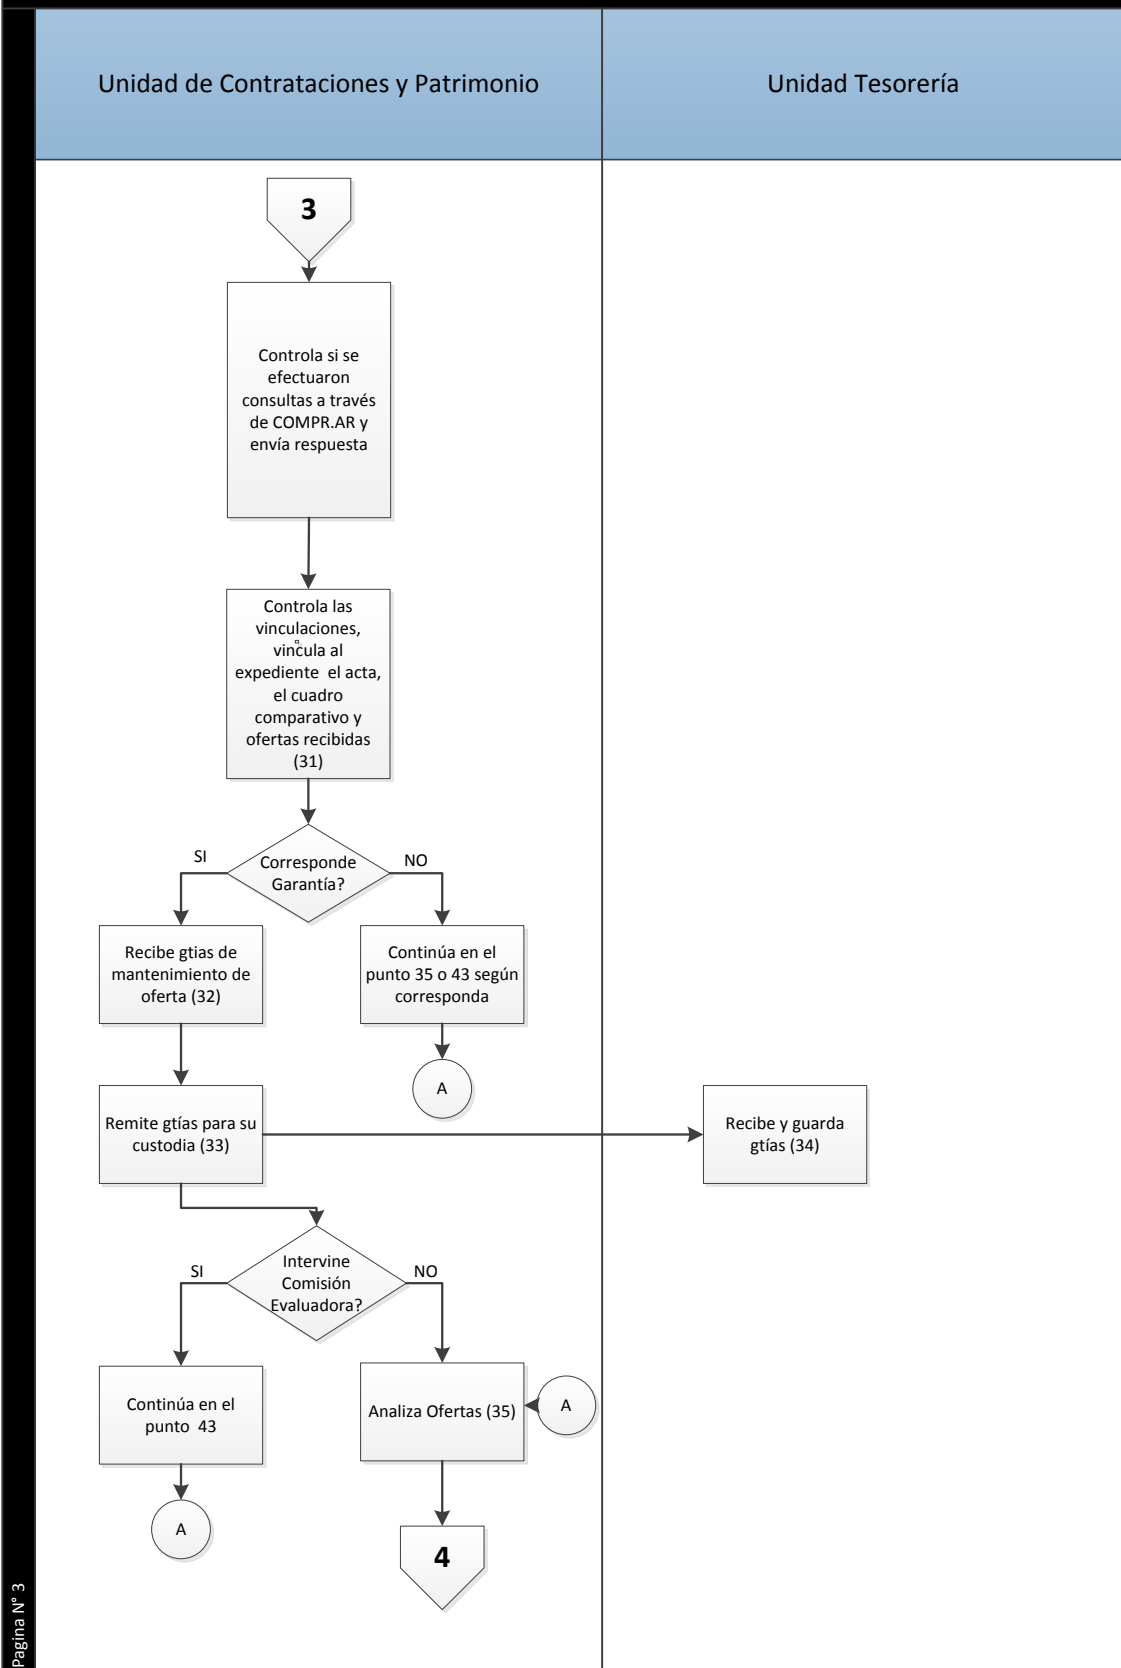 Unidad de Contrataciones y Patrimonio
Unidad Tesorería
3
Controla si se
efectuaron
consultas a través
de COMPR.AR y
envía respuesta
Controla las
vinculaciones,
vincula al
expediente el acta,
el cuadro
comparativo y
ofertas recibidas
(31)
Corresponde
Garantía?
SI
NO
Recibe gtias de
mantenimiento de
oferta (32)
Continúa en el
punto 35 o 43 según
corresponda
A
Remite gtías para su
custodia (33)
Recibe y guarda
gtías (34)
Intervine
Comisión
Evaluadora?
SI
NO
Continúa en el
punto 43
Analiza Ofertas (35)
A
A
4
Pagina N° 3